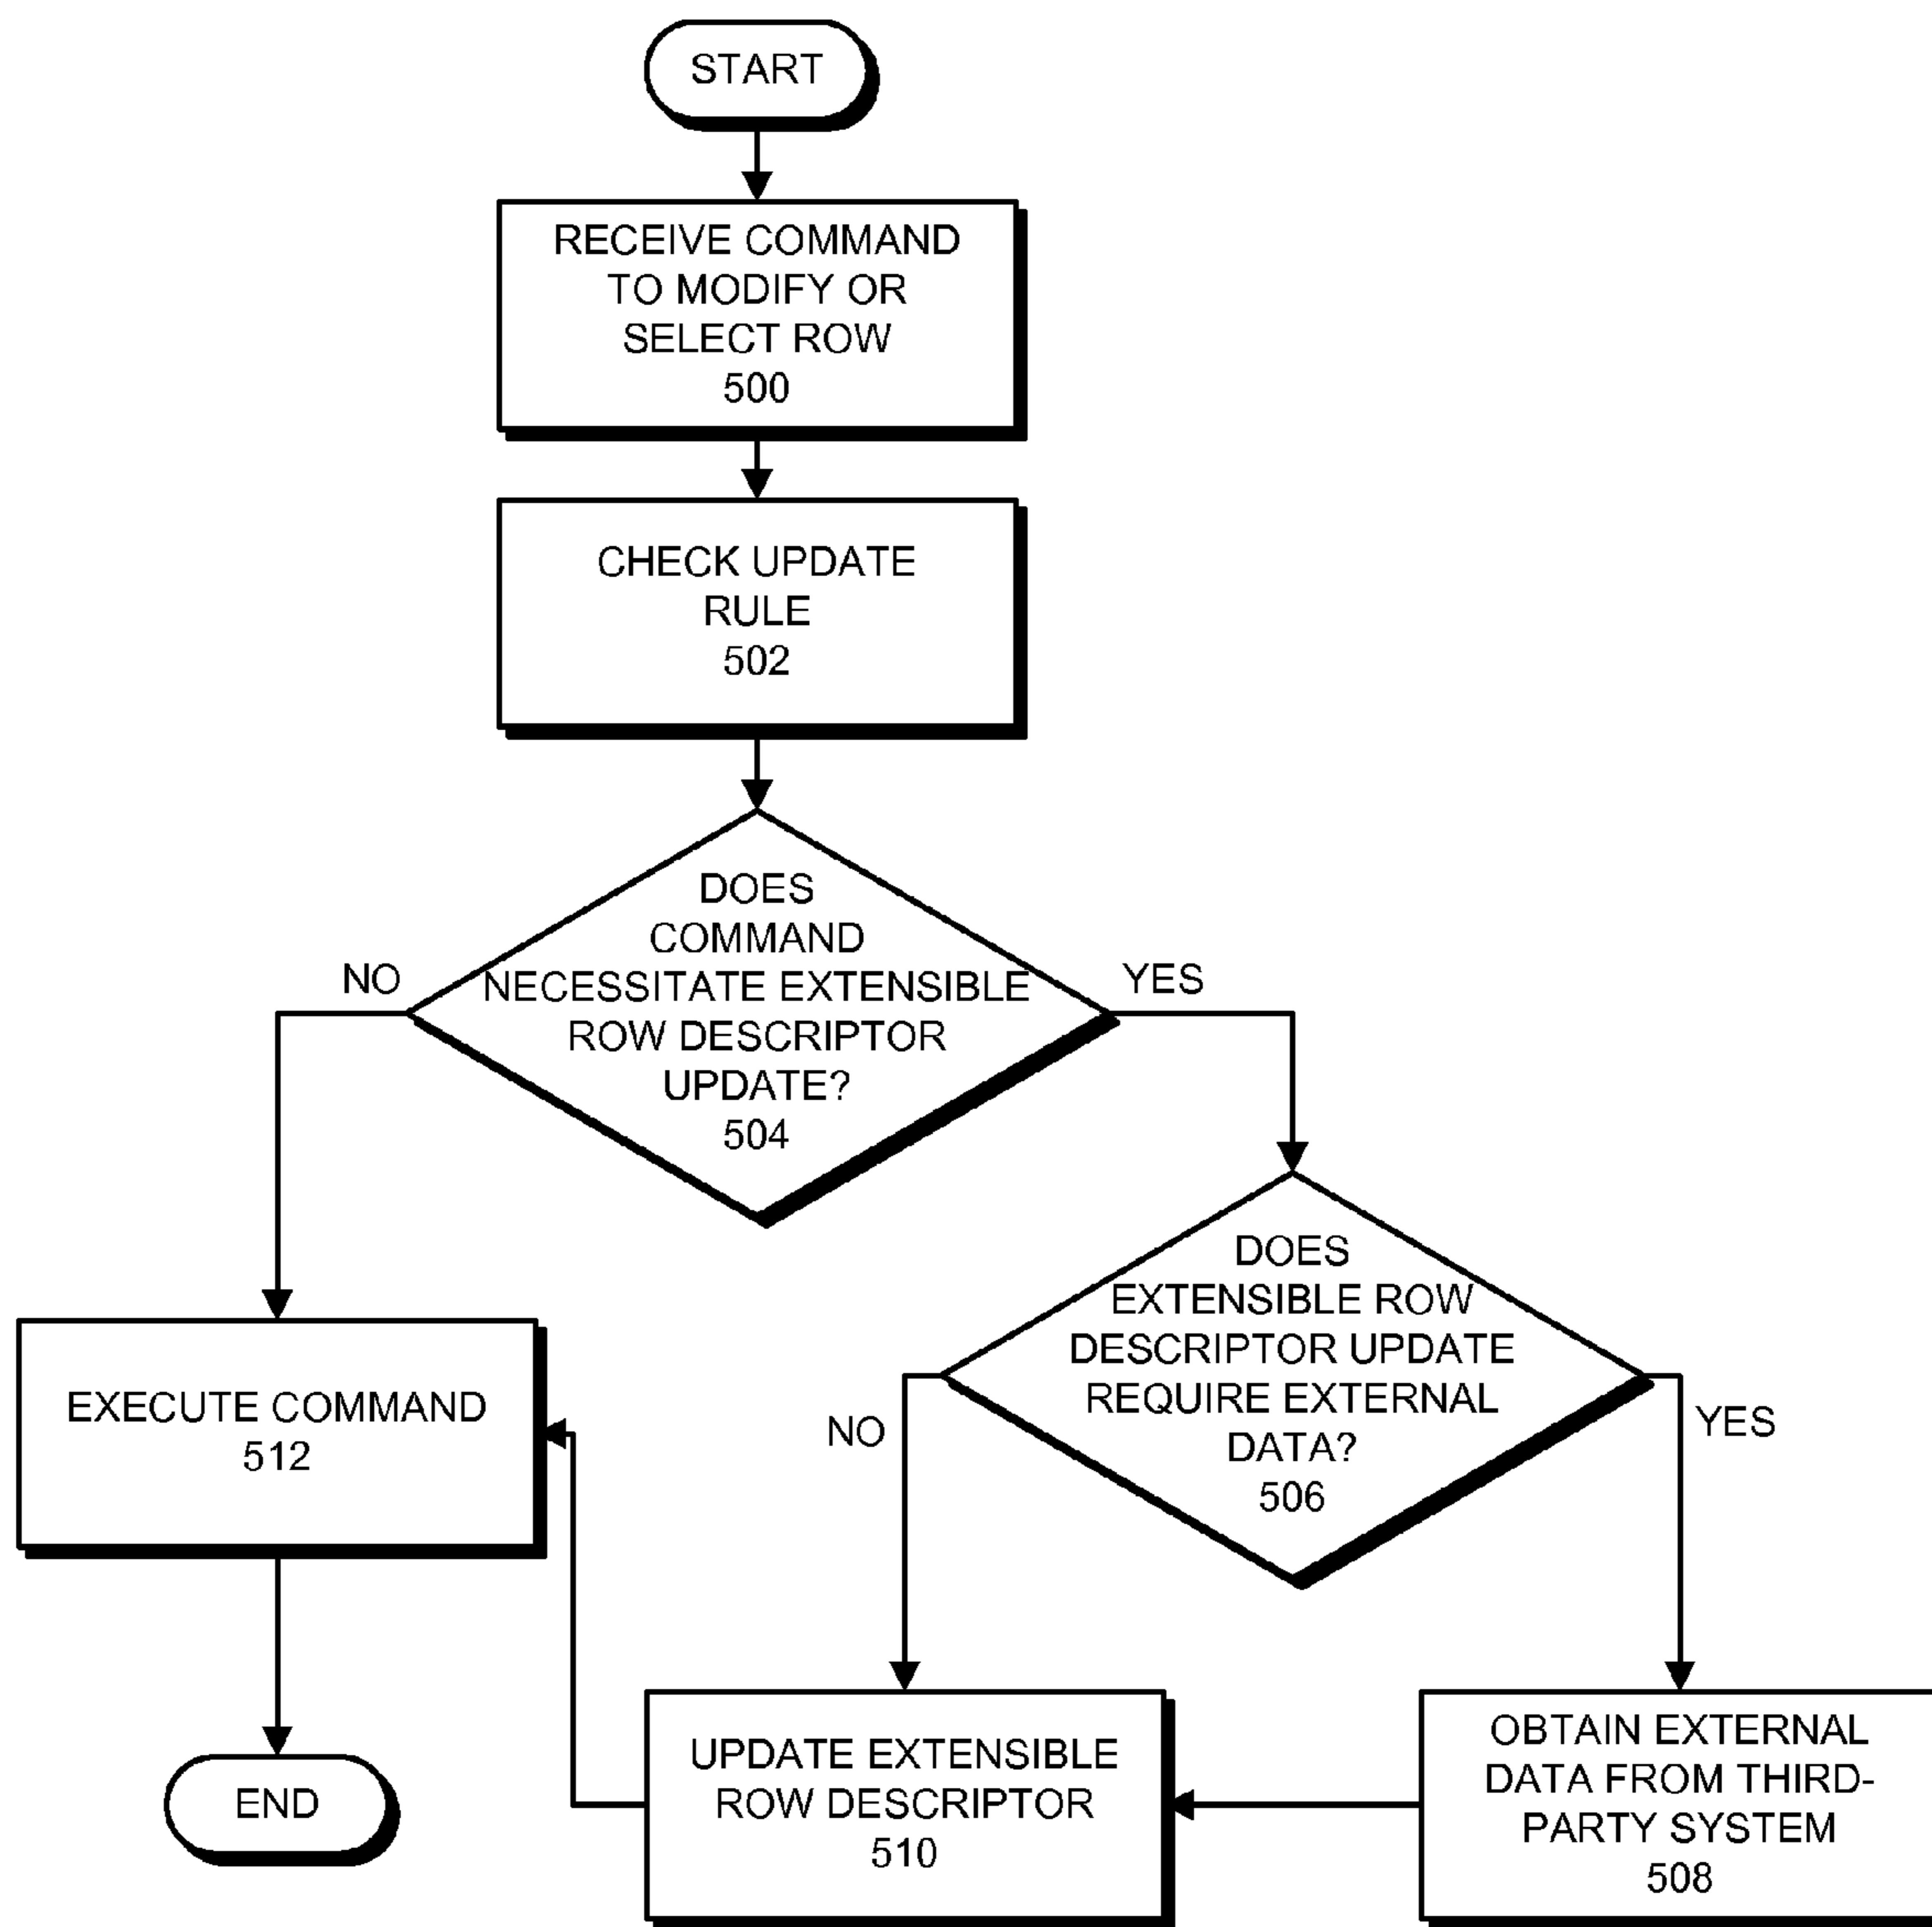 START
RECEIVE COMMAND
TO MODIFY OR
SELECT ROW
500
CHECK UPDATE
RULE
502
DOES
COMMAND
NECESSITATE EXTENSIBLE
ROW DESCRIPTOR
UPDATE?
504
NO
YES
DOES
EXTENSIBLE ROW
DESCRIPTOR UPDATE
REQUIRE EXTERNAL
DATA?
506
NO
YES
EXECUTE COMMAND
512
UPDATE EXTENSIBLE
ROW DESCRIPTOR
510
OBTAIN EXTERNAL
DATA FROM THIRD-
PARTY SYSTEM
508
END